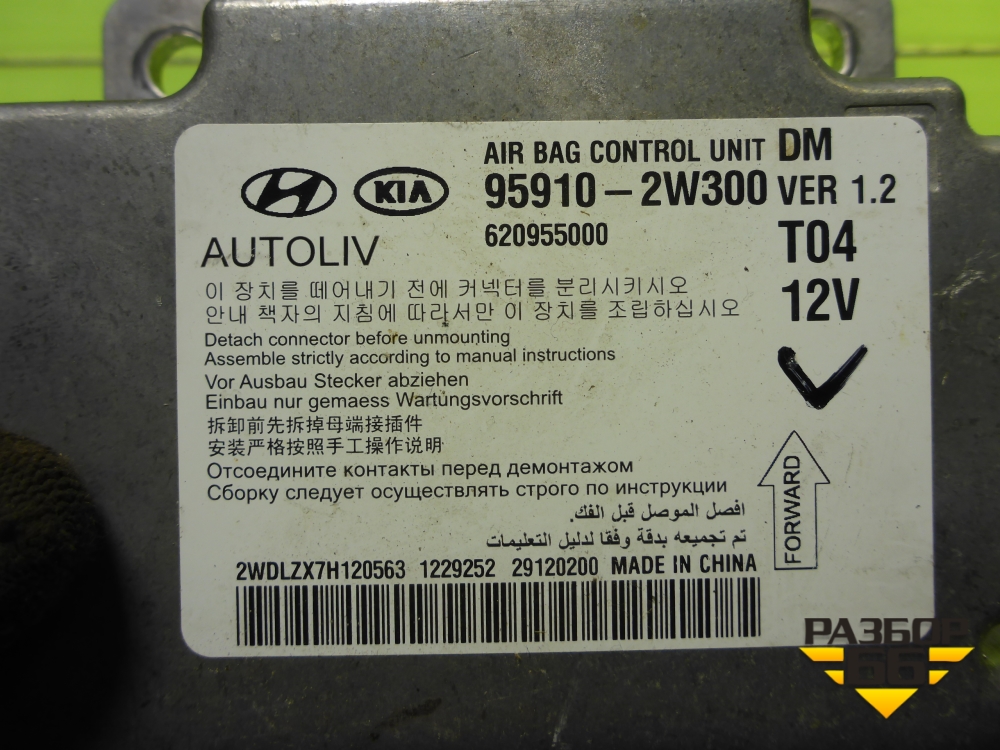 AIR BAG CONTROL UNIT DM
KIA
95910-2W300 VER 1.2
620955000
T04
AUTOLIV
12V
이 장치를 떼어내기 전에 커넥터를 분리시키시오
안내 책자의 지침에 따라서만 이 장치를 조립하십시오
Detach connector before unmounting
Assemble strictly according to manual instructions
Vor Ausbau Stecker abziehen
Einbau nur gemaess Wartungsvorschrift
拆卸前先拆掉母端接插件
安装严格按照手工操作说明
Отсоедините контакты перед демонтажом
Сборку следует осуществлять строго по инструкции
افصل الموصل قبل الفك.
تم تجميعه بدقة وفقا لدليل التعليمات
FORWARD
2WDLZX7H120563 1229252 29120200 MADE IN CHINA
РАЗБОР
66